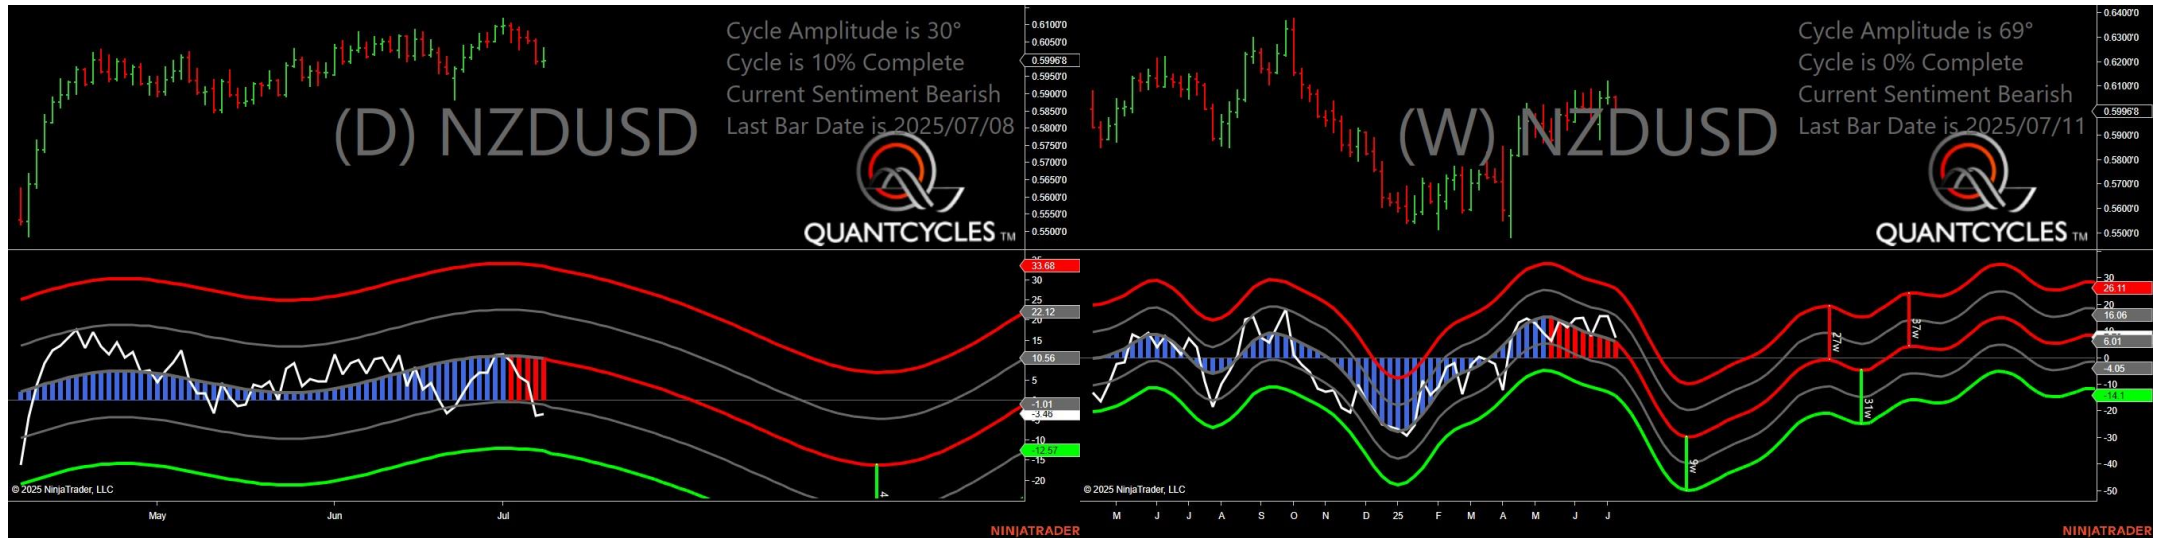 Cycle Amplitude is 30°
Cycle is 10% Complete
Current Sentiment Bearish
Last Bar Date is 2025/07/08
(D) NZDUSD
QUANTCYCLES TM
0.6100'0
0.6050'0
0.5996'8
0.5950'0
0.5900'0
0.5850'0
0.5800'0
0.5750'0
0.5700'0
0.5650'0
0.5600'0
0.5550'0
0.5500'0
33.68
30
25
22.12
20
15
10.56
5
-1.01
-3.46
-10
-12.57
-15
-20
4
© 2025 NinjaTrader, LLC
May
Jun
Jul
NINJATRADER
Cycle Amplitude is 69°
Cycle is 0% Complete
Current Sentiment Bearish
Last Bar Date is 2025/07/11
(W) NZDUSD
QUANTCYCLES TM
0.6400'0
0.6300'0
0.6200'0
0.6100'0
0.5996'8
0.5900'0
0.5800'0
0.5700'0
0.5600'0
0.5500'0
30
26.11
20
16.06
6.01
0
-4.05
-10
-14.1
-20
-30
-40
-50
9w
27w
31w
37w
© 2025 NinjaTrader, LLC
M
J
J
A
S
O
N
D
25
F
M
A
M
J
J
NINJATRADER